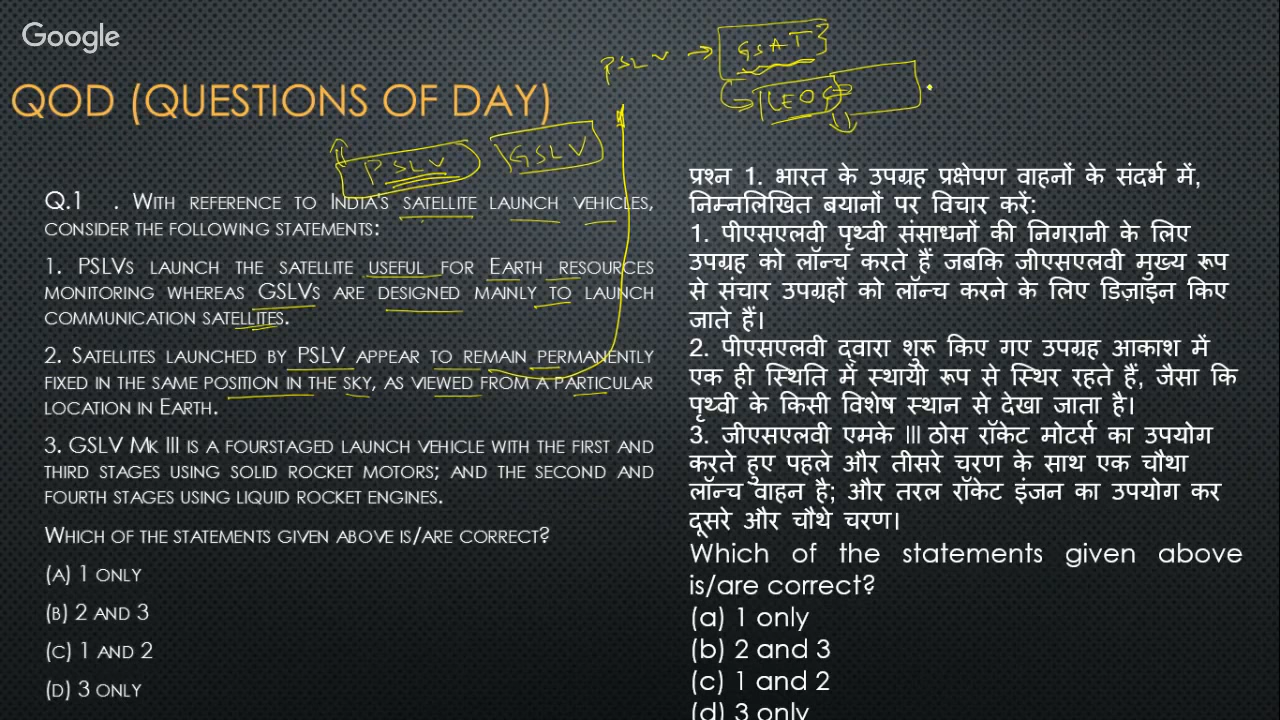 Google
QOD (QUESTIONS OF DAY)
PSLV → GSAT
LEO
PSLV GSLV
Q.1 . WITH REFERENCE TO INDIA'S SATELLITE LAUNCH VEHICLES,
CONSIDER THE FOLLOWING STATEMENTS:
1. PSLVS LAUNCH THE SATELLITE USEFUL FOR EARTH RESOURCES
MONITORING WHEREAS GSLVS ARE DESIGNED MAINLY TO LAUNCH
COMMUNICATION SATELLITES.
2. SATELLITES LAUNCHED BY PSLV APPEAR TO REMAIN PERMANENTLY
FIXED IN THE SAME POSITION IN THE SKY, AS VIEWED FROM A PARTICULAR
LOCATION IN EARTH.
3. GSLV MK III IS A FOURSTAGED LAUNCH VEHICLE WITH THE FIRST AND
THIRD STAGES USING SOLID ROCKET MOTORS; AND THE SECOND AND
FOURTH STAGES USING LIQUID ROCKET ENGINES.
WHICH OF THE STATEMENTS GIVEN ABOVE IS/ARE CORRECT?
(A) 1 ONLY
(B) 2 AND 3
(C) 1 AND 2
(D) 3 ONLY
प्रश्न 1. भारत के उपग्रह प्रक्षेपण वाहनों के संदर्भ में,
निम्नलिखित बयानों पर विचार करें:
1. पीएसएलवी पृथ्वी संसाधनों की निगरानी के लिए
उपग्रह को लॉन्च करते हैं जबकि जीएसएलवी मुख्य रूप
से संचार उपग्रहों को लॉन्च करने के लिए डिज़ाइन किए
जाते हैं।
2. पीएसएलवी द्वारा शुरू किए गए उपग्रह आकाश में
एक ही स्थिति में स्थायी रूप से स्थिर रहते हैं, जैसा कि
पृथ्वी के किसी विशेष स्थान से देखा जाता है।
3. जीएसएलवी एमके III ठोस रॉकेट मोटर्स का उपयोग
करते हुए पहले और तीसरे चरण के साथ एक चौथा
लॉन्च वाहन है; और तरल रॉकेट इंजन का उपयोग कर
दूसरे और चौथे चरण।
Which of the statements given above
is/are correct?
(a) 1 only
(b) 2 and 3
(c) 1 and 2
(d) 3 only